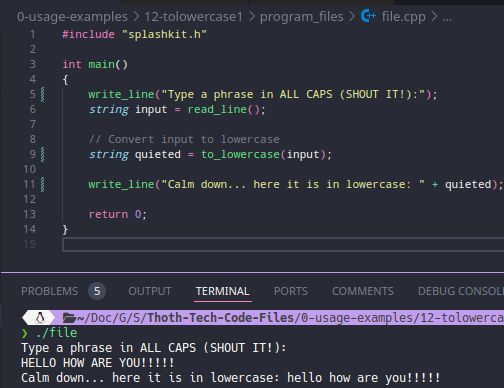 0-usage-examples > 12-tolowercase1 > program_files > file.cpp > ...
1 #include "splashkit.h"
2
3 int main()
4 {
5 write_line("Type a phrase in ALL CAPS (SHOUT IT!):");
6 string input = read_line();
7
8 // Convert input to lowercase
9 string quieted = to_lowercase(input);
10
11 write_line("Calm down... here it is in lowercase: " + quieted);
12
13 return 0;
14 }
15
PROBLEMS 5 OUTPUT TERMINAL PORTS COMMENTS DEBUG CONSOL
~/Doc/G/S/Thoth-Tech-Code-Files/0-usage-examples/12-tolowerca
❯ ./file
Type a phrase in ALL CAPS (SHOUT IT!):
HELLO HOW ARE YOU!!!!!
Calm down... here it is in lowercase: hello how are you!!!!!